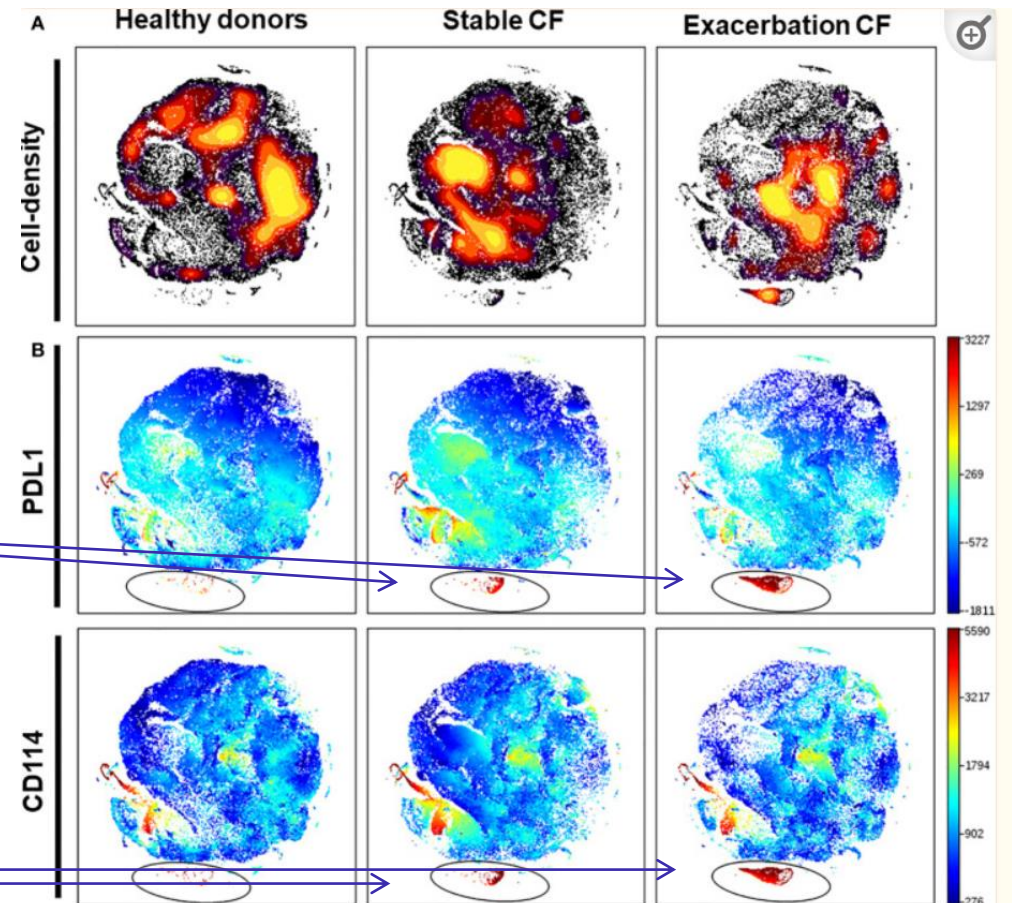 A Healthy donors Stable CF Exacerbation CF
Cell-density
B
PDL1
3227
1297
269
-572
-1811
CD114
5590
3217
1794
902
276